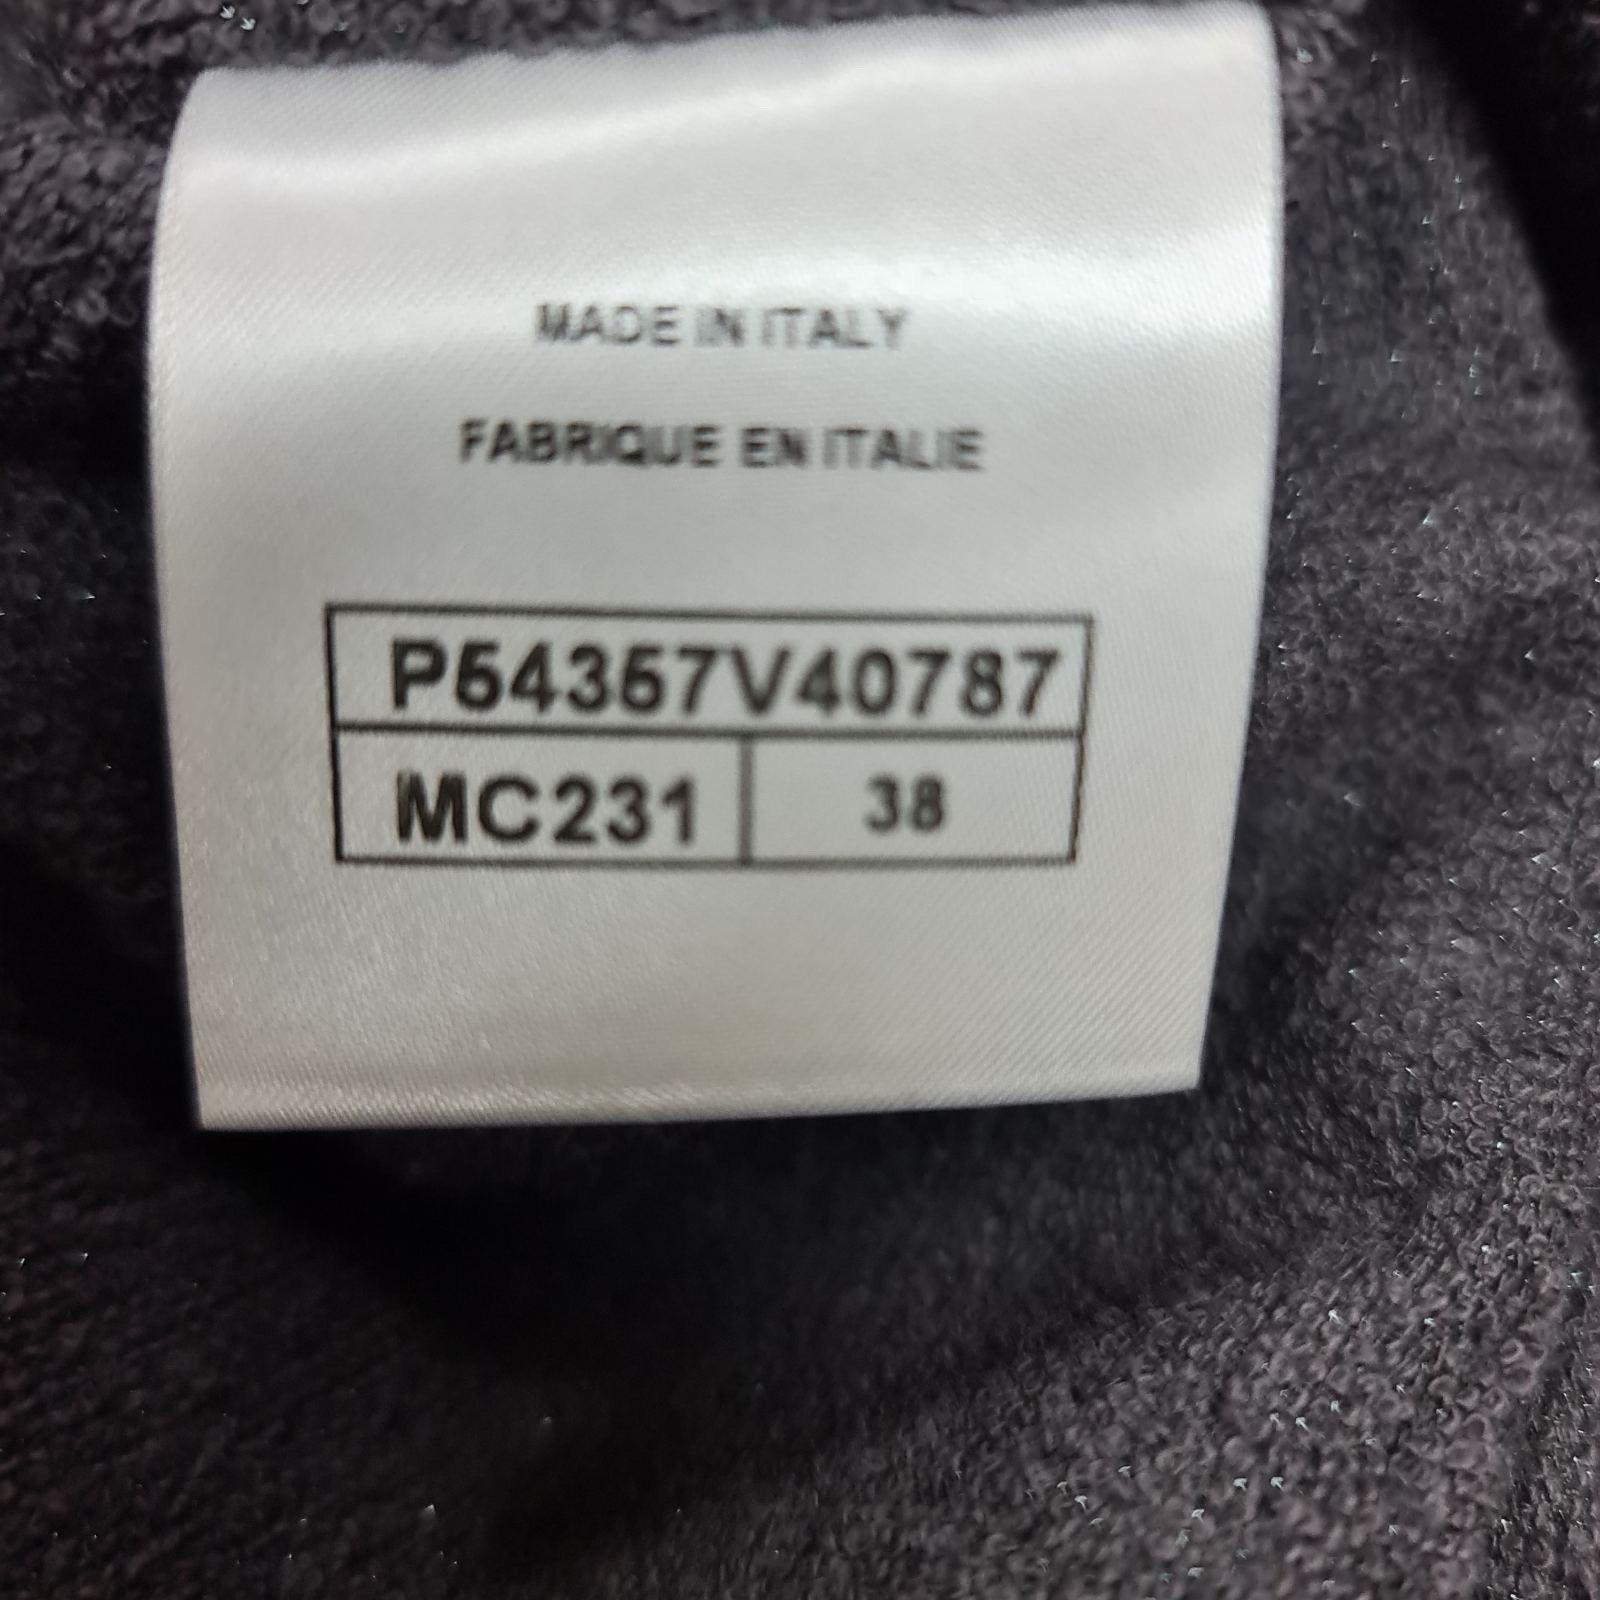 MADE IN ITALY
FABRIQUE EN ITALIE
P54357V40787
MC231 38